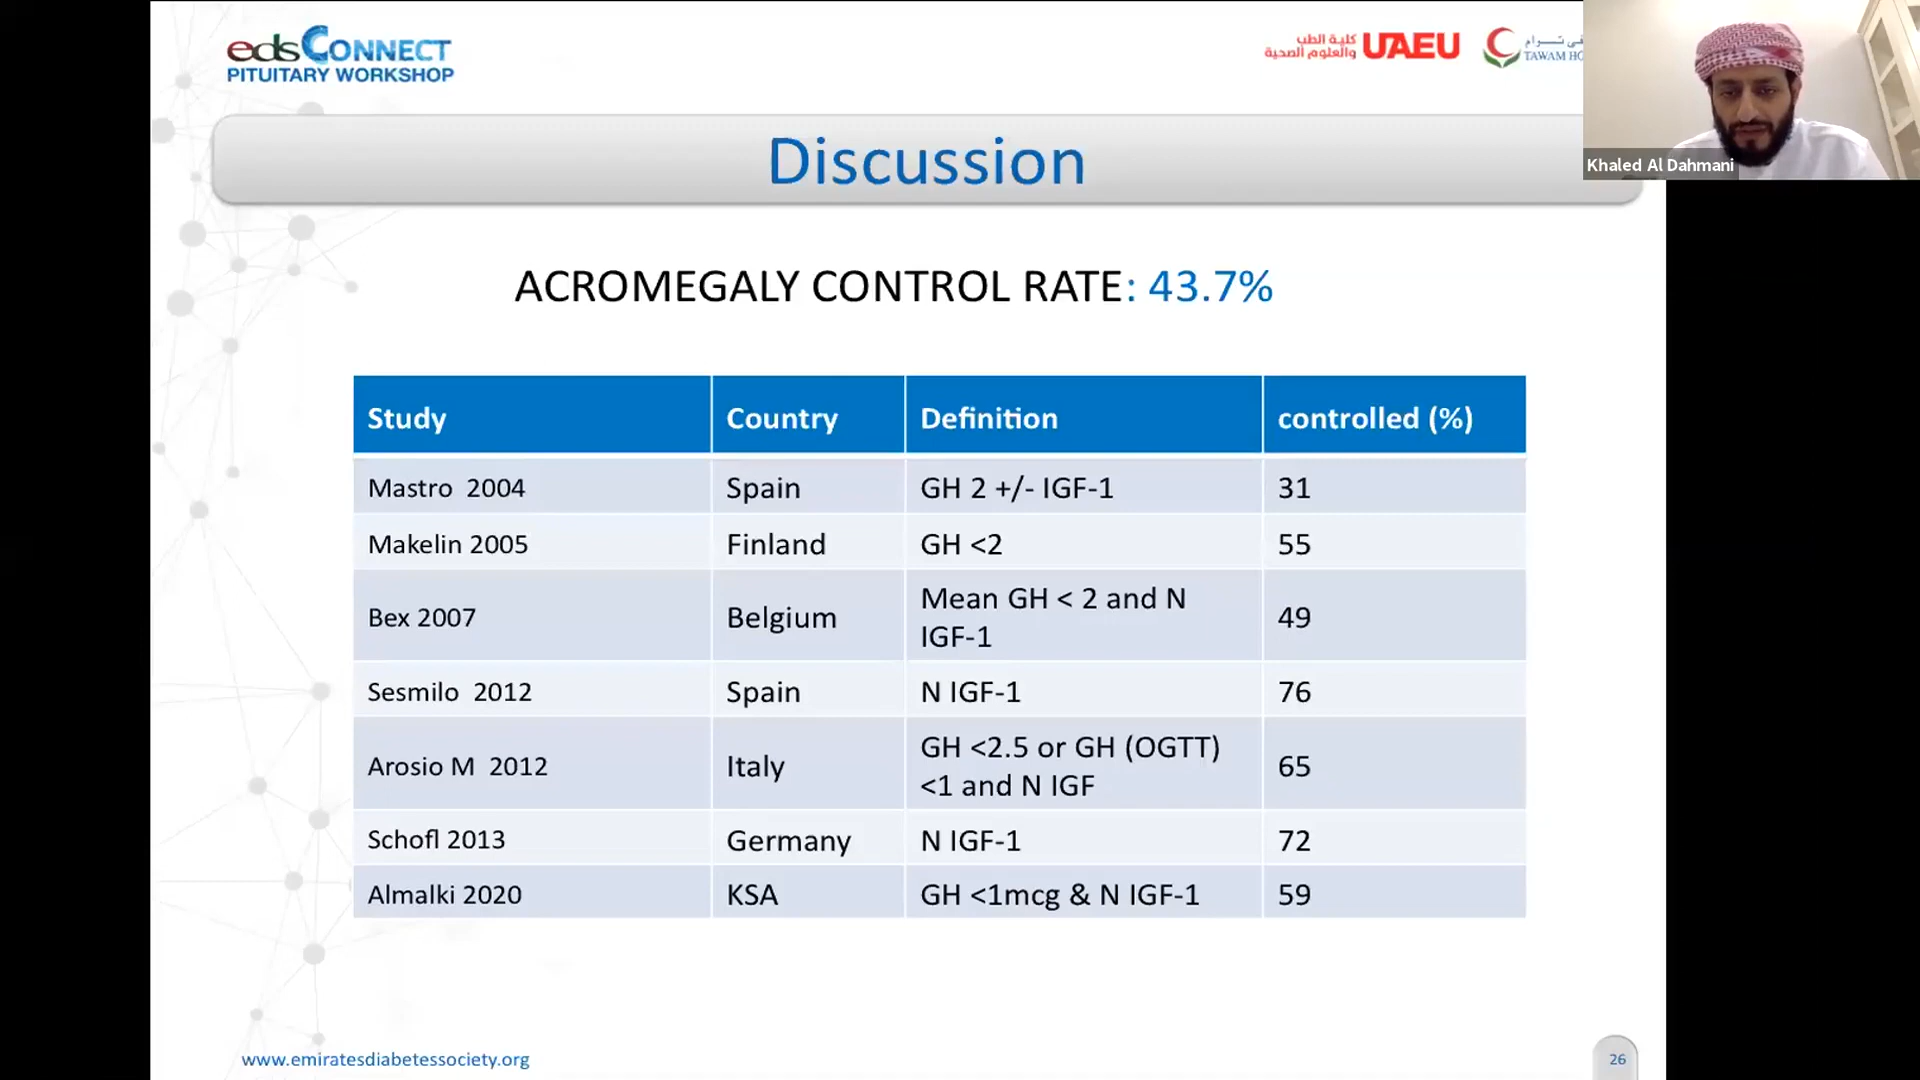 eds CONNECT
PITUITARY WORKSHOP
كلية الطب
والعلوم الصحية
UAEU
TAWAM
Khaled Al Dahmani
Discussion
ACROMEGALY CONTROL RATE: 43.7%
Study Country Definition controlled (%)
Mastro 2004 Spain GH 2 +/- IGF-1 31
Makelin 2005 Finland GH <2 55
Bex 2007 Belgium Mean GH < 2 and N
IGF-1 49
Sesmilo 2012 Spain N IGF-1 76
Arosio M 2012 Italy GH <2.5 or GH (OGTT)
<1 and N IGF 65
Schofl 2013 Germany N IGF-1 72
Almalki 2020 KSA GH <1mcg & N IGF-1 59
www.emiratesdiabetessociety.org
26